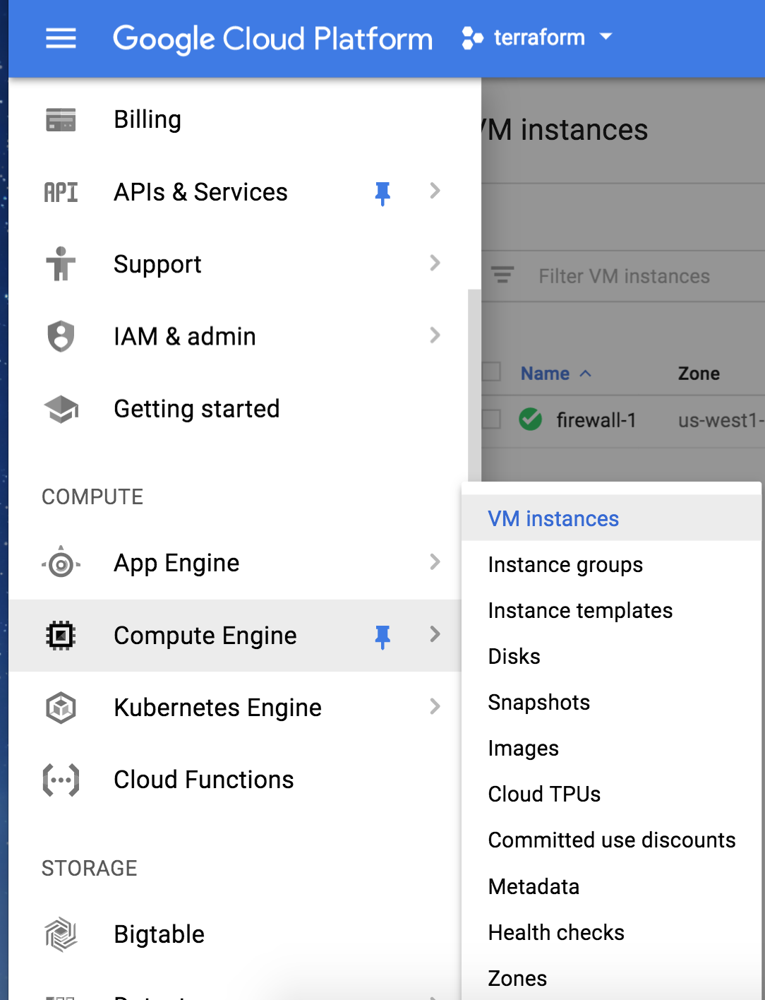 Google Cloud Platform
terraform
Billing
API
APIs & Services
Support
IAM & admin
Getting started
COMPUTE
App Engine
Compute Engine
Kubernetes Engine
Cloud Functions
STORAGE
Bigtable
VM instances
Filter VM instances
Name Zone
firewall-1 us-west1-
VM instances
Instance groups
Instance templates
Disks
Snapshots
Images
Cloud TPUs
Committed use discounts
Metadata
Health checks
Zones